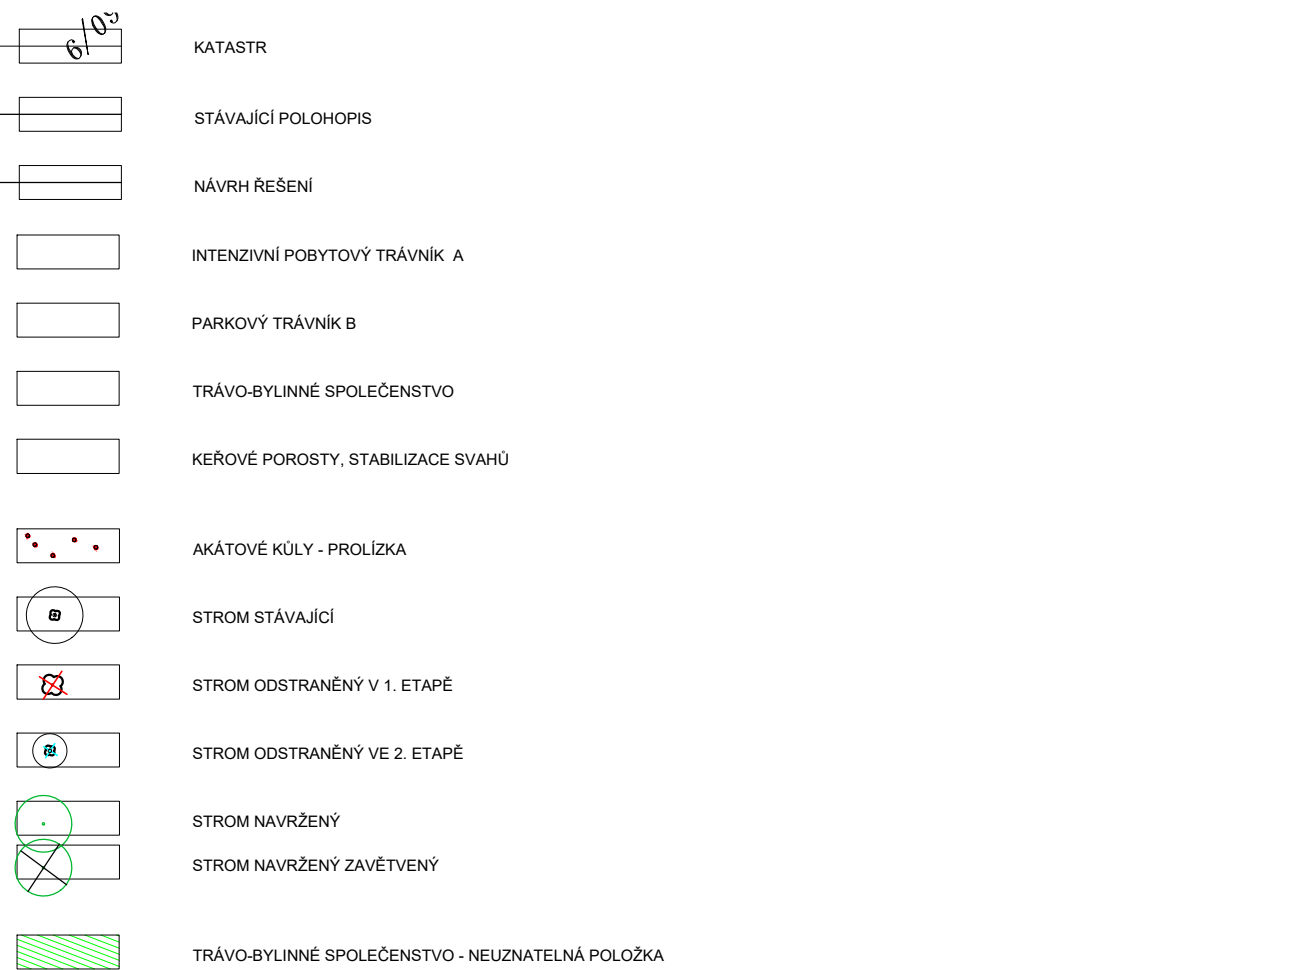 6/09
KATASTR
STÁVAJÍCÍ POLOHOPIS
NÁVRH ŘEŠENÍ
INTENZIVNÍ POBYTOVÝ TRÁVNÍK A
PARKOVÝ TRÁVNÍK B
TRÁVO-BYLINNÉ SPOLEČENSTVO
KEŘOVÉ POROSTY, STABILIZACE SVAHŮ
AKÁTOVÉ KŮLY - PROLÍZKA
STROM STÁVAJÍCÍ
STROM ODSTRANĚNÝ V 1. ETAPĚ
STROM ODSTRANĚNÝ VE 2. ETAPĚ
STROM NAVRŽENÝ
STROM NAVRŽENÝ ZAVĚTVENÝ
TRÁVO-BYLINNÉ SPOLEČENSTVO - NEUZNATELNÁ POLOŽKA